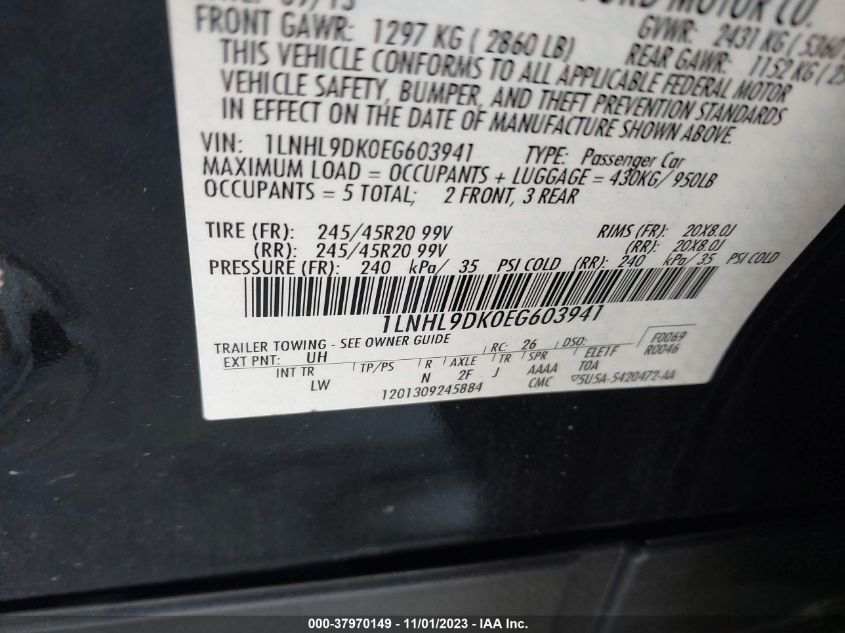 FORD MOTOR CO.
FRONT GAWR: 1297 KG ( 2860 LB)
GVWR: 2431 KG ( 5360
REAR GAWR: 1152 KG (
THIS VEHICLE CONFORMS TO ALL APPLICABLE FEDERAL MOTOR
VEHICLE SAFETY, BUMPER, AND THEFT PREVENTION STANDARDS
IN EFFECT ON THE DATE OF MANUFACTURE SHOWN ABOVE.
VIN: 1LNHL9DK0EG603941 TYPE: Passenger Car
MAXIMUM LOAD = OCCUPANTS + LUGGAGE = 430KG/ 950LB
OCCUPANTS = 5 TOTAL; 2 FRONT, 3 REAR
TIRE (FR): 245/45R20 99V RIMS (FR): 20X8.0J
(RR): 245/45R20 99V (RR): 20X8.0J
PRESSURE (FR): 240 kPa/ 35 PSI COLD (RR): 240 kPa/ 35 PSI COLD
1LNHL9DK0EG603941
TRAILER TOWING - SEE OWNER GUIDE
EXT PNT: UH RC: 26 DSO: F0069
R0046
INT TR TP/PS R AXLE TR SPR ELE1F
LW N 2F J AAAA T0A
1201309245884 CMC 5U5A-5420472-AA
000-37970149 - 11/01/2023 - IAA Inc.